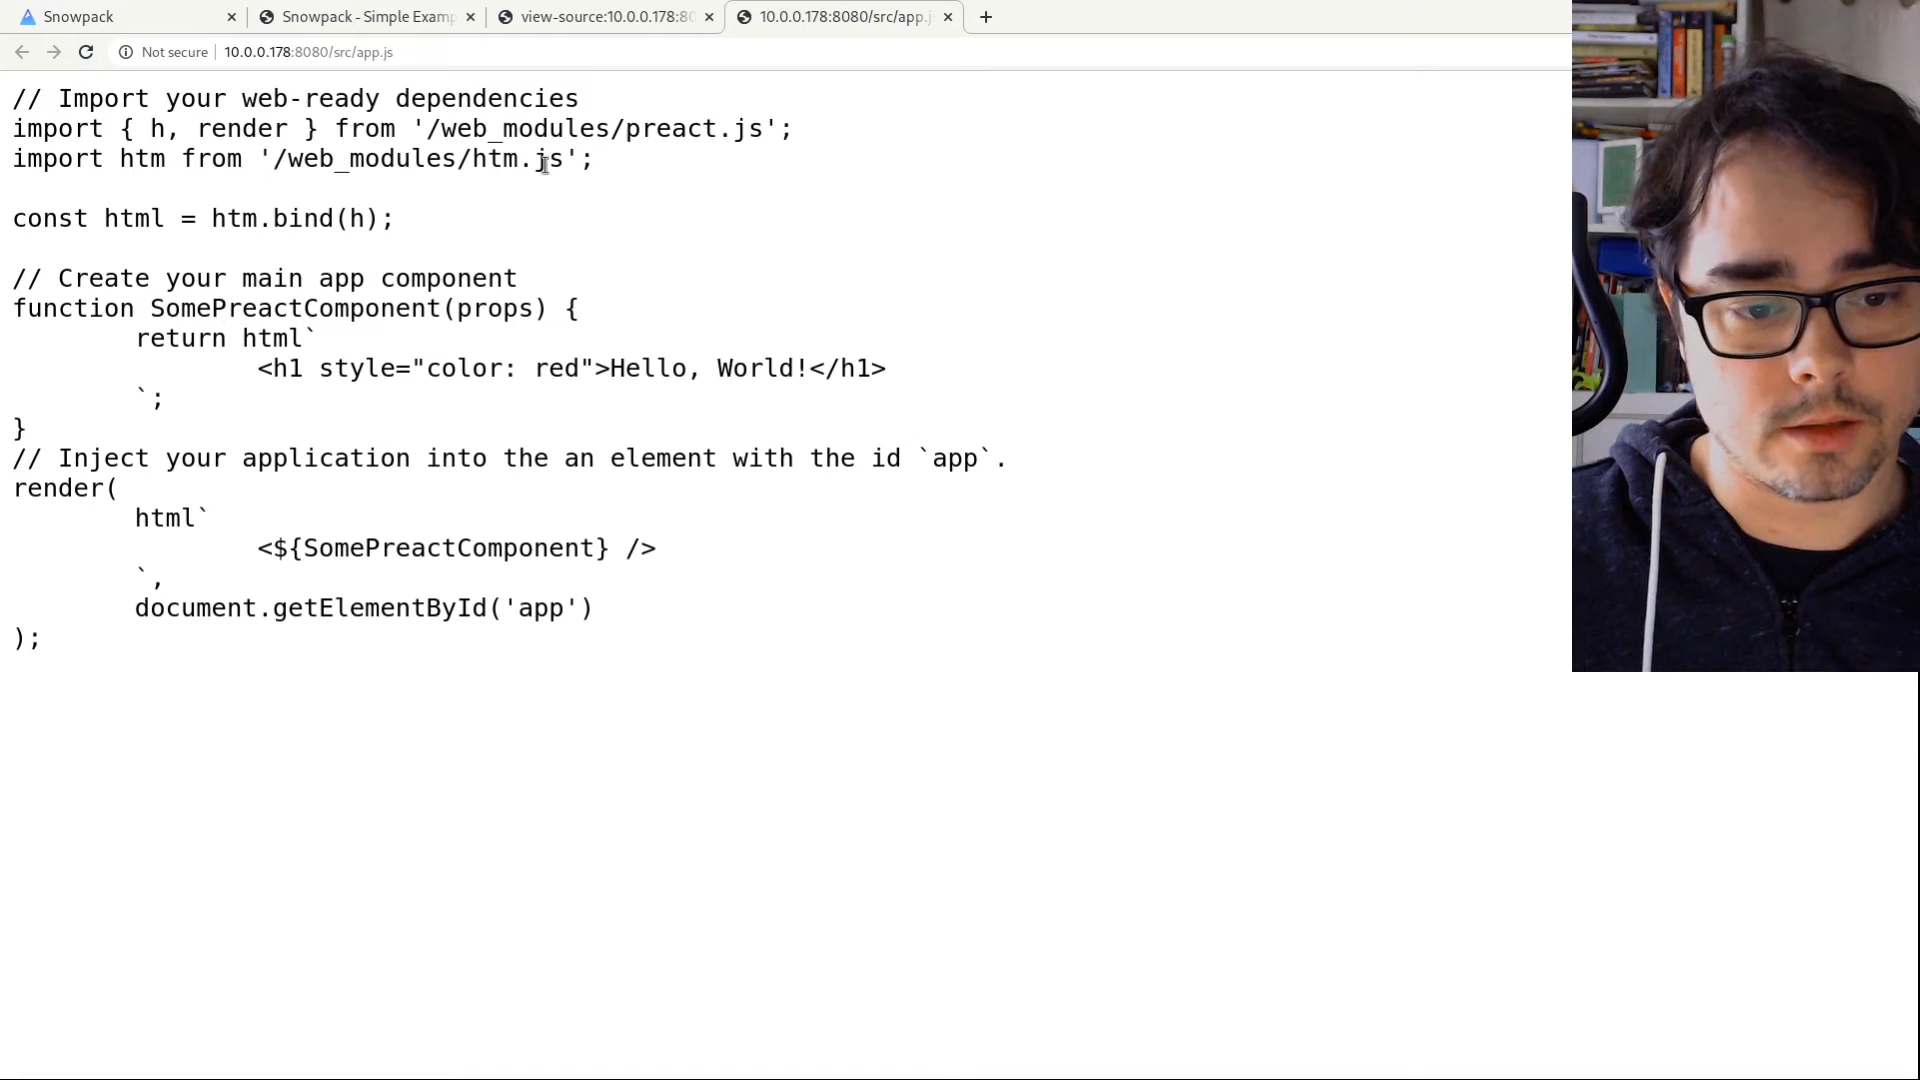 Snowpack
Snowpack - Simple Examp
view-source:10.0.0.178:80
10.0.0.178:8080/src/app.j
Not secure
10.0.0.178:8080/src/app.js
// Import your web-ready dependencies
import { h, render } from '/web_modules/preact.js';
import htm from '/web_modules/htm.js';
const html = htm.bind(h);
// Create your main app component
function SomePreactComponent(props) {
return html`
<h1 style="color: red">Hello, World!</h1>
`;
}
// Inject your application into the an element with the id `app`.
render(
html`
<${SomePreactComponent} />
`,
document.getElementById('app')
);